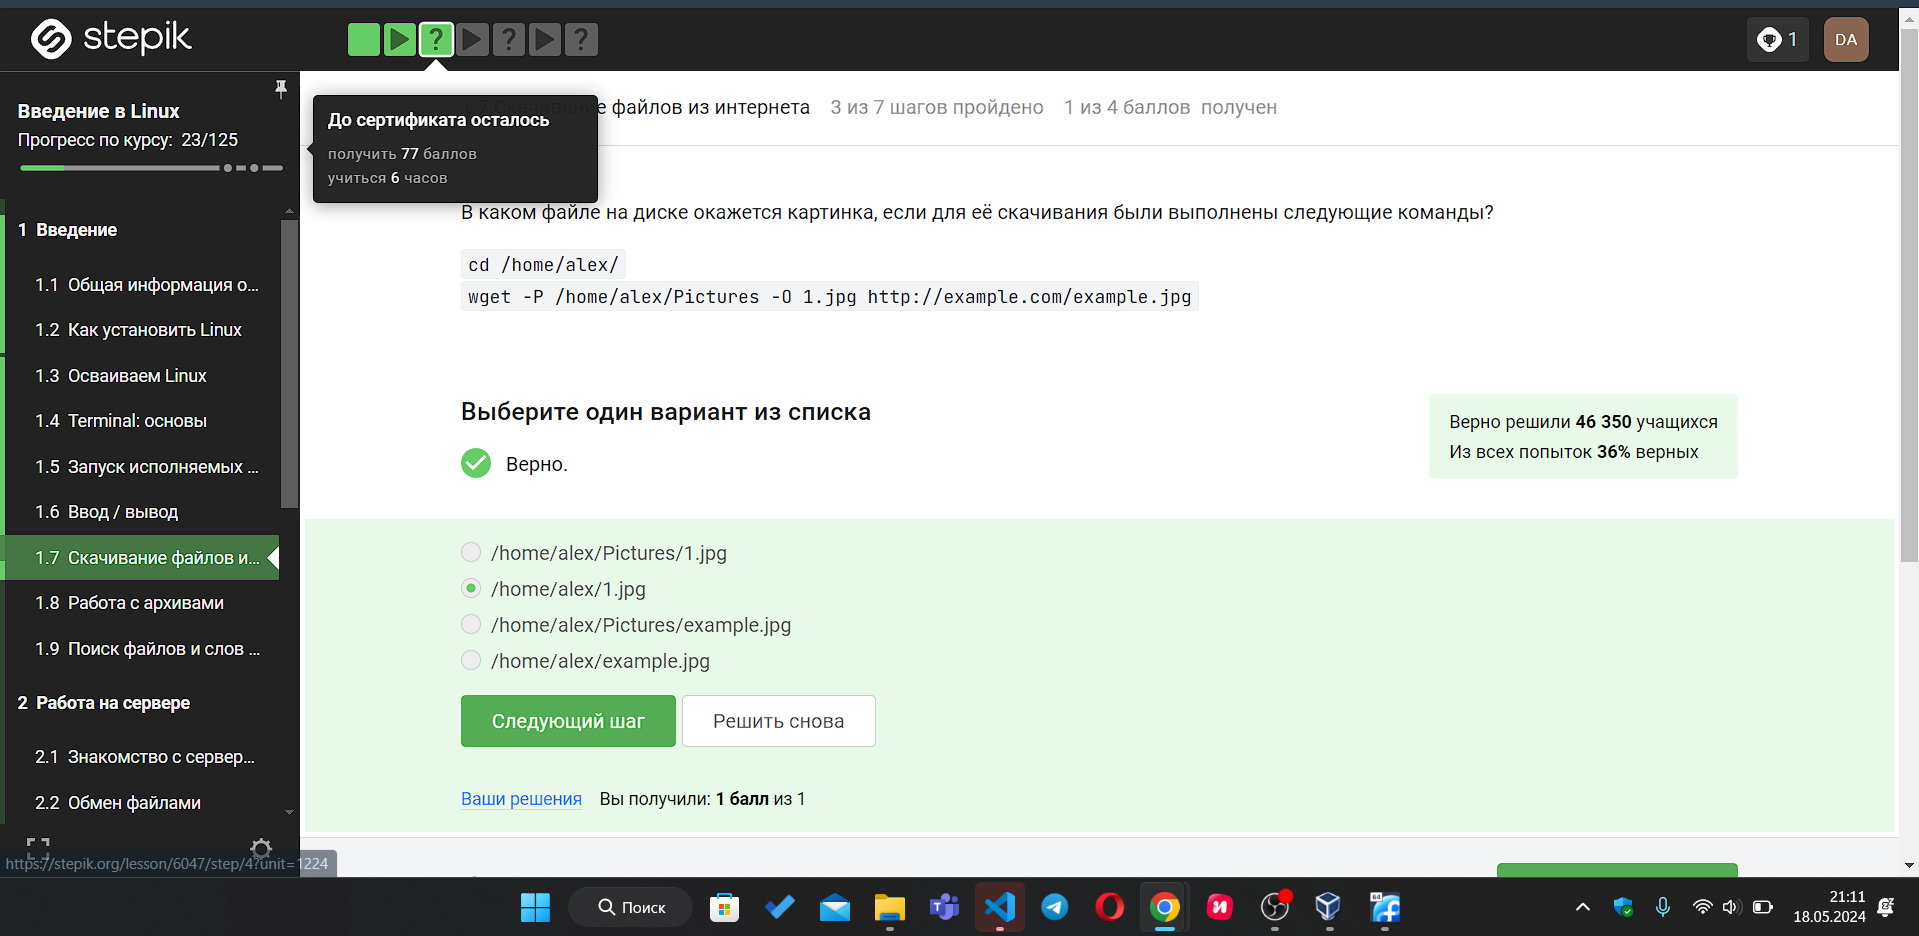 stepik
1
DA
Введение в Linux
Прогресс по курсу: 23/125
До сертификата осталось
получить 77 баллов
учиться 6 часов
файлов из интернета 3 из 7 шагов пройдено 1 из 4 баллов получен
1 Введение
1.1 Общая информация о...
1.2 Как установить Linux
1.3 Осваиваем Linux
1.4 Terminal: основы
1.5 Запуск исполняемых ...
1.6 Ввод / вывод
1.7 Скачивание файлов и...
1.8 Работа с архивами
1.9 Поиск файлов и слов ...
2 Работа на сервере
2.1 Знакомство с сервер...
2.2 Обмен файлами
https://stepik.org/lesson/6047/step/4?unit=1224
В каком файле на диске окажется картинка, если для её скачивания были выполнены следующие команды?
cd /home/alex/
wget -P /home/alex/Pictures -O 1.jpg http://example.com/example.jpg
Выберите один вариант из списка
Верно.
Верно решили 46 350 учащихся
Из всех попыток 36% верных
/home/alex/Pictures/1.jpg
/home/alex/1.jpg
/home/alex/Pictures/example.jpg
/home/alex/example.jpg
Следующий шаг
Решить снова
Ваши решения Вы получили: 1 балл из 1
Поиск
21:11
18.05.2024